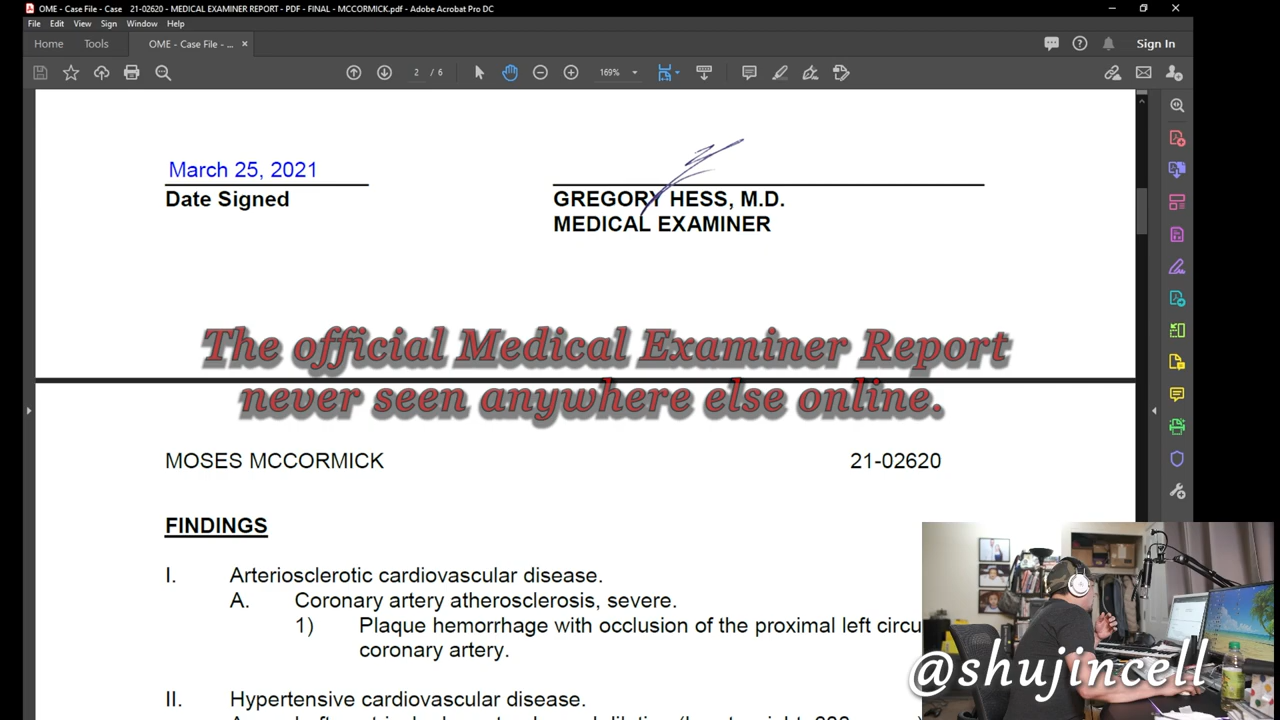 OME - Case File - Case 21-02620 - MEDICAL EXAMINER REPORT - PDF - FINAL - MCCORMICK.pdf - Adobe Acrobat Pro DC
File Edit View Sign Window Help
Home Tools OME - Case File - ... × Sign In
2 / 6 169%
March 25, 2021
Date Signed
GREGORY HESS, M.D.
MEDICAL EXAMINER
The official Medical Examiner Report
never seen anywhere else online.
MOSES MCCORMICK 21-02620
FINDINGS
I. Arteriosclerotic cardiovascular disease.
A. Coronary artery atherosclerosis, severe.
1) Plaque hemorrhage with occlusion of the proximal left circu
coronary artery.
II. Hypertensive cardiovascular disease.
@shujincell